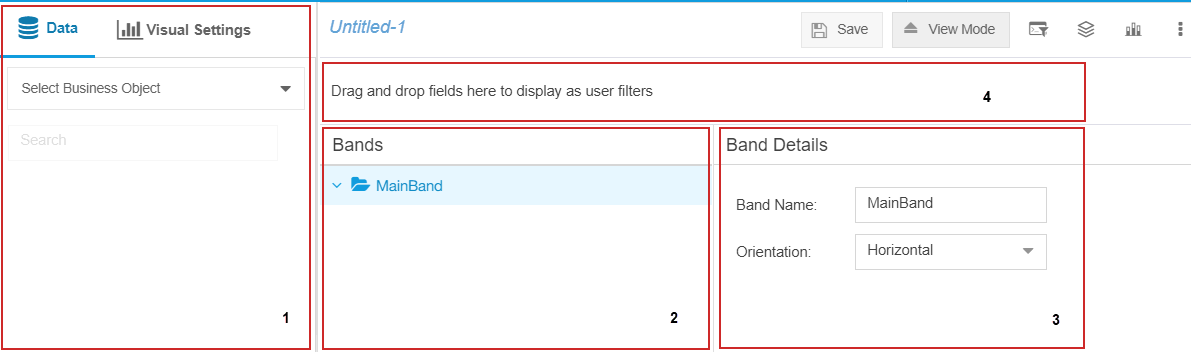 Data
Visual Settings
Untitled-1
Save
View Mode
Select Business Object
Search
Drag and drop fields here to display as user filters
4
Bands
MainBand
Band Details
Band Name:
MainBand
Orientation:
Horizontal
1
2
3